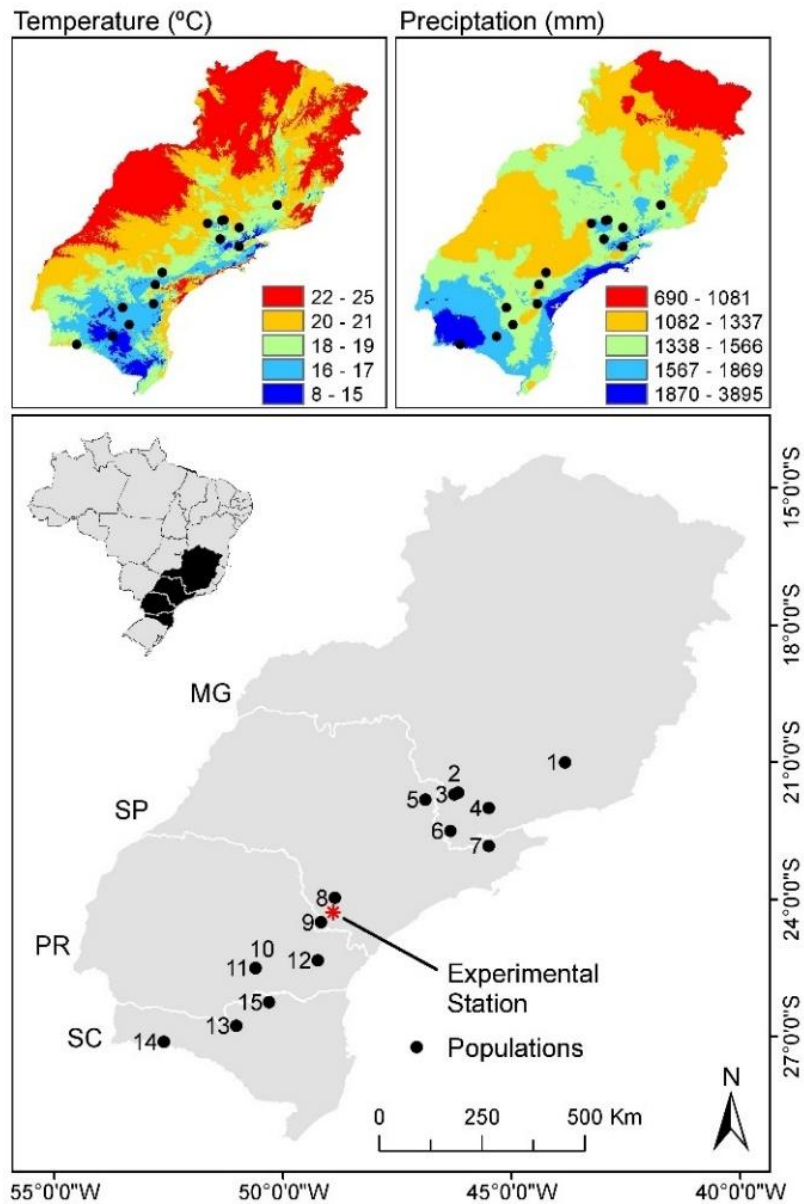 Temperature (ºC)
22 - 25
20 - 21
18 - 19
16 - 17
8 - 15
Preciptation (mm)
690 - 1081
1082 - 1337
1338 - 1566
1567 - 1869
1870 - 3895
MG
SP
PR
SC
1
2
3
4
5
6
7
8
9
10
11
12
15
13
14
Experimental
Station
Populations
N
0 250 500 Km
15°0'0"S
18°0'0"S
21°0'0"S
24°0'0"S
27°0'0"S
55°0'0"W 50°0'0"W 45°0'0"W 40°0'0"W